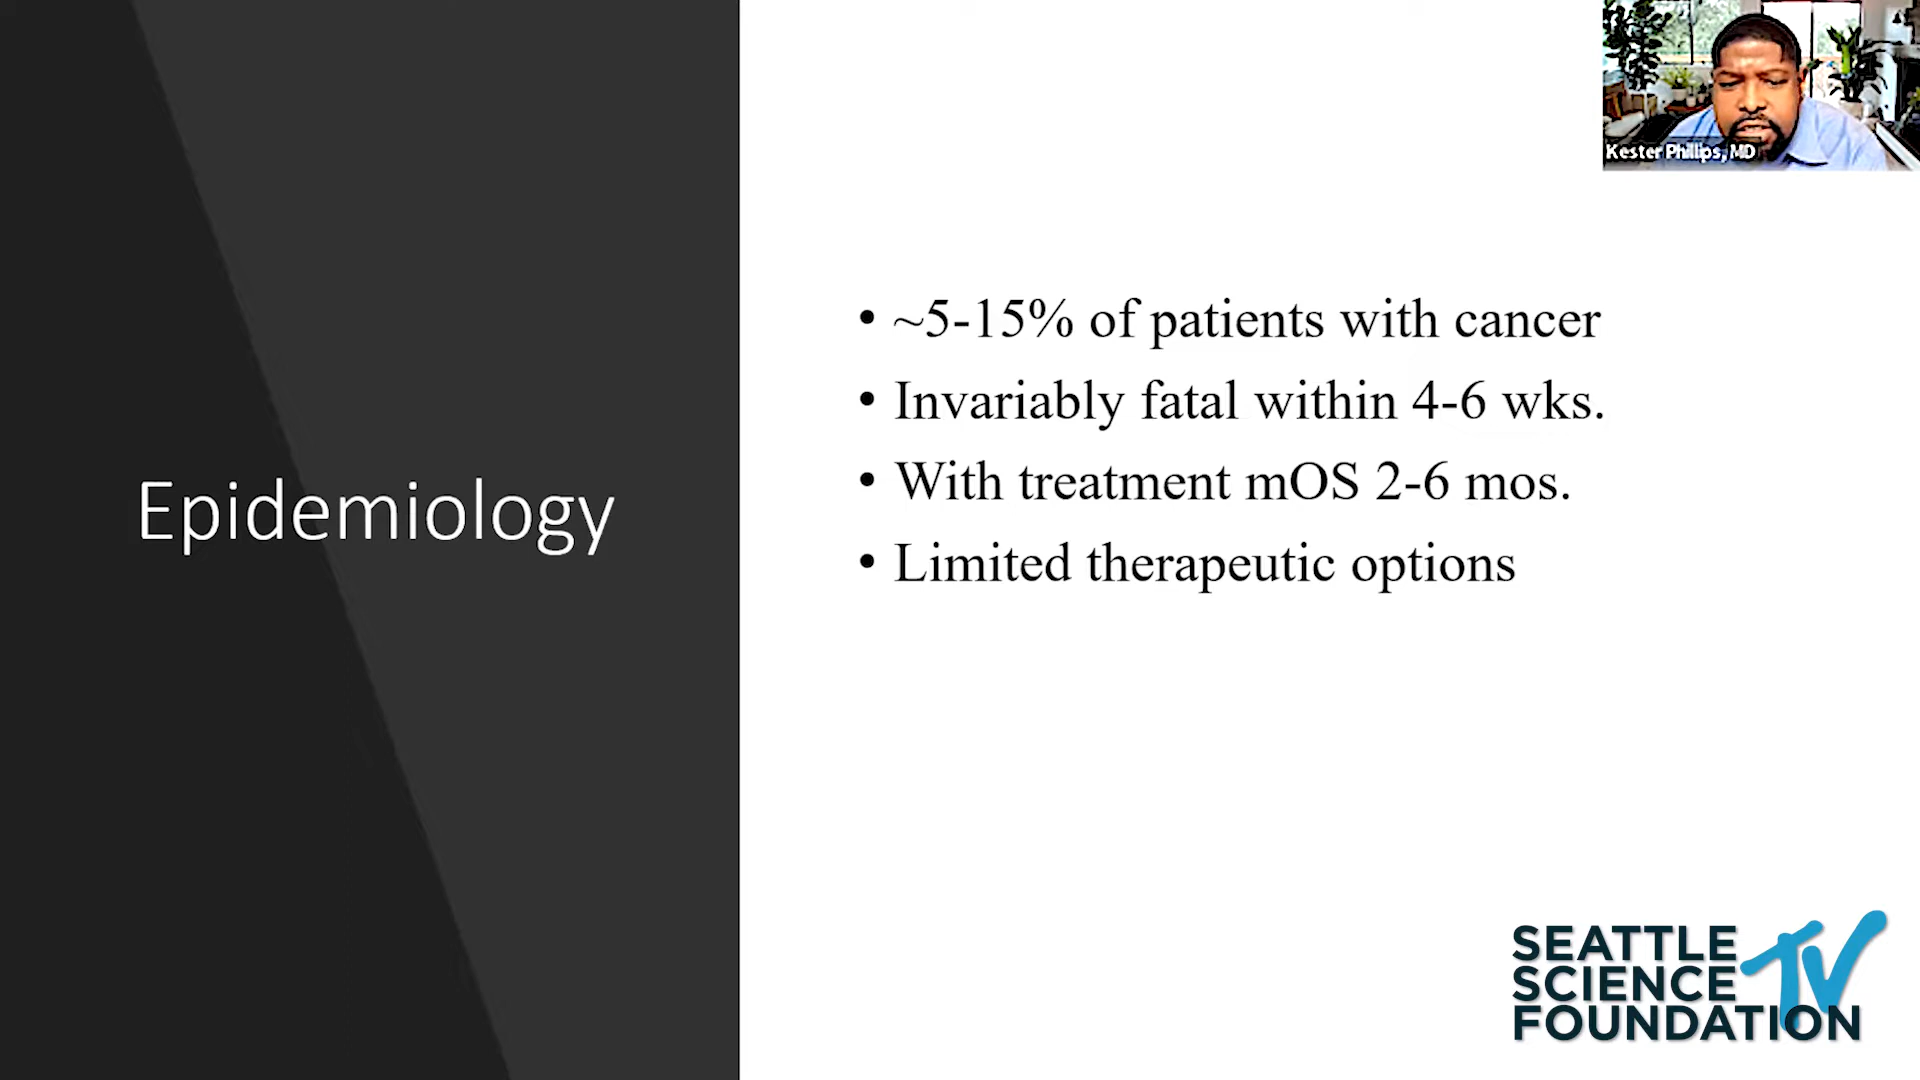 Kester Phillips, MD
Epidemiology
• ~5-15% of patients with cancer
• Invariably fatal within 4-6 wks.
• With treatment mOS 2-6 mos.
• Limited therapeutic options
SEATTLE
SCIENCE
FOUNDATION
TV